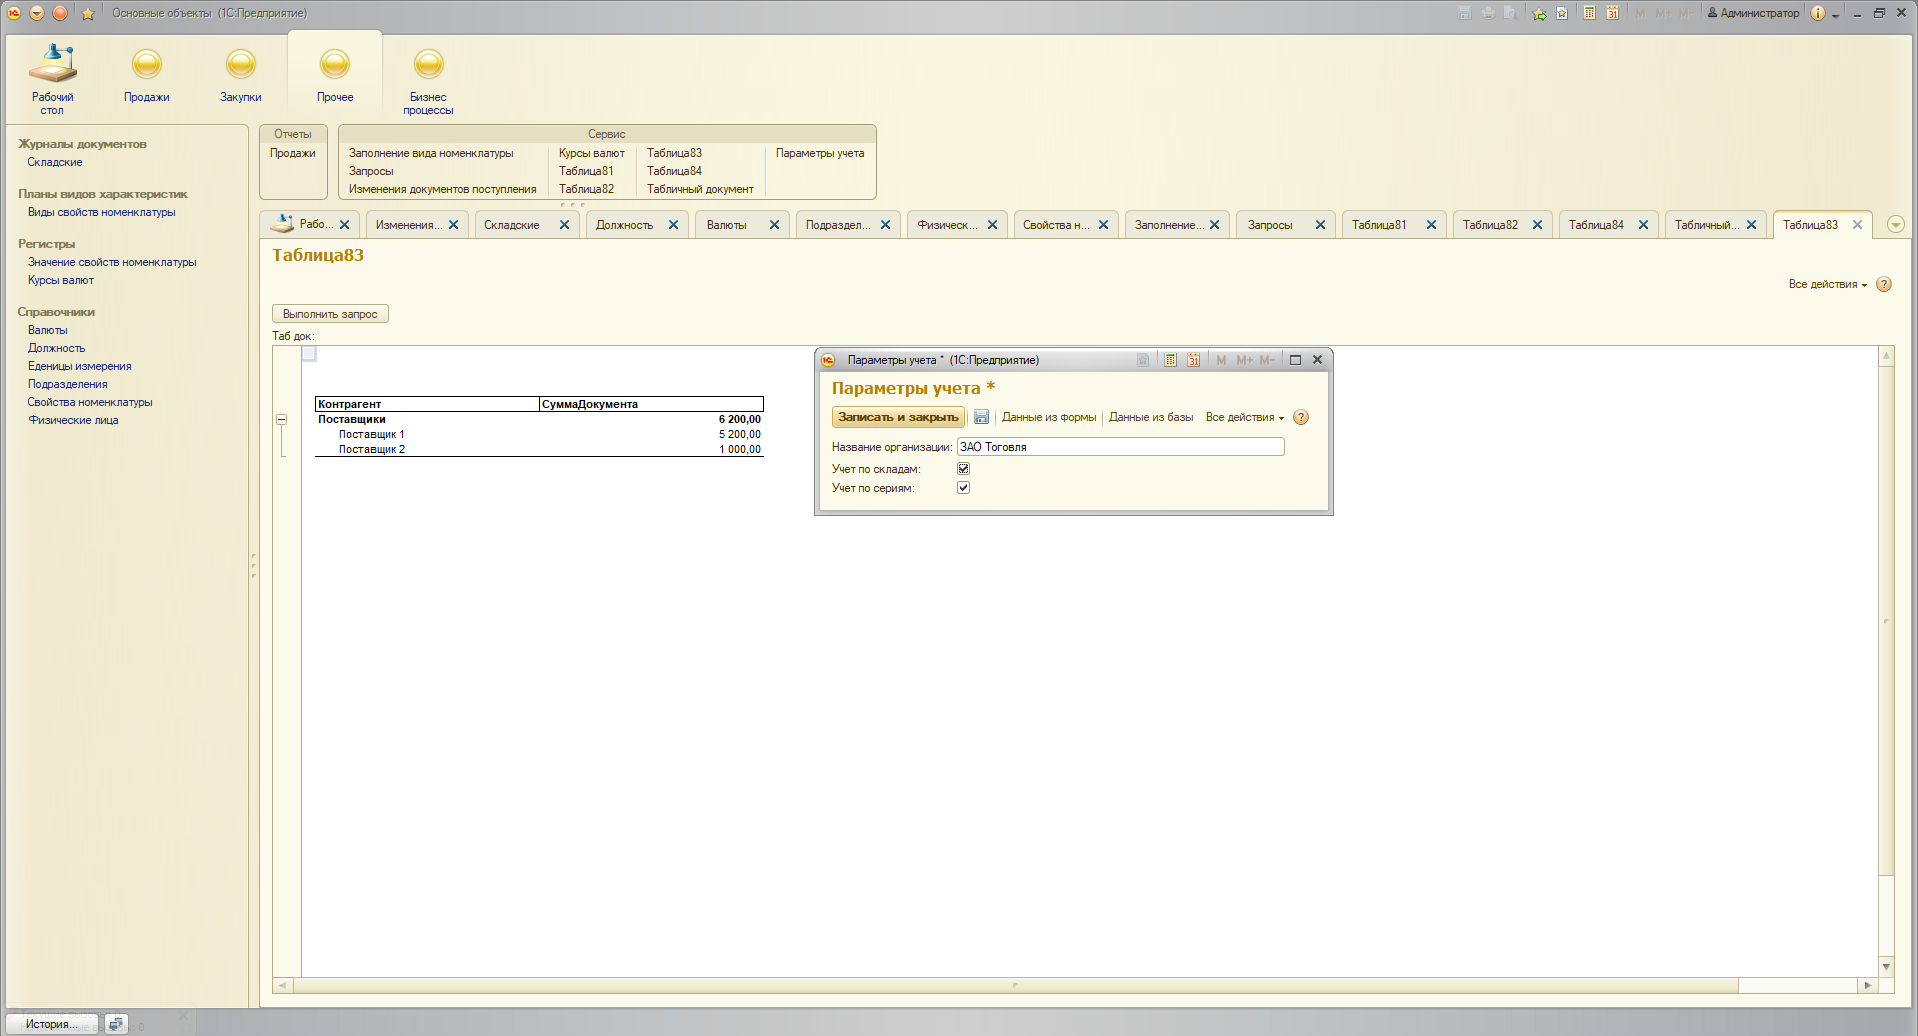 Основные объекты (1С:Предприятие)
M M+ M- Администратор
Рабочий стол
Продажи
Закупки
Прочее
Бизнес процессы
Журналы документов
Складские
Планы видов характеристик
Виды свойств номенклатуры
Регистры
Значение свойств номенклатуры
Курсы валют
Справочники
Валюты
Должность
Еденицы измерения
Подразделения
Свойства номенклатуры
Физические лица
Отчеты
Продажи
Сервис
Заполнение вида номенклатуры
Запросы
Изменения документов поступления
Курсы валют
Таблица81
Таблица82
Таблица83
Таблица84
Табличный документ
Параметры учета
Рабо...
Изменения...
Складские
Должность
Валюты
Подраздел...
Физическ...
Свойства н...
Заполнение...
Запросы
Таблица81
Таблица82
Таблица84
Табличный...
Таблица83
Таблица83
Все действия
?
Выполнить запрос
Таб док:
Контрагент СуммаДокумента
Поставщики 6 200,00
Поставщик 1 5 200,00
Поставщик 2 1 000,00
Параметры учета * (1С:Предприятие)
31 M M+ M-
Параметры учета *
Записать и закрыть Данные из формы Данные из базы Все действия ?
Название организации: ЗАО Тоговля
Учет по складам:
Учет по сериям:
История...